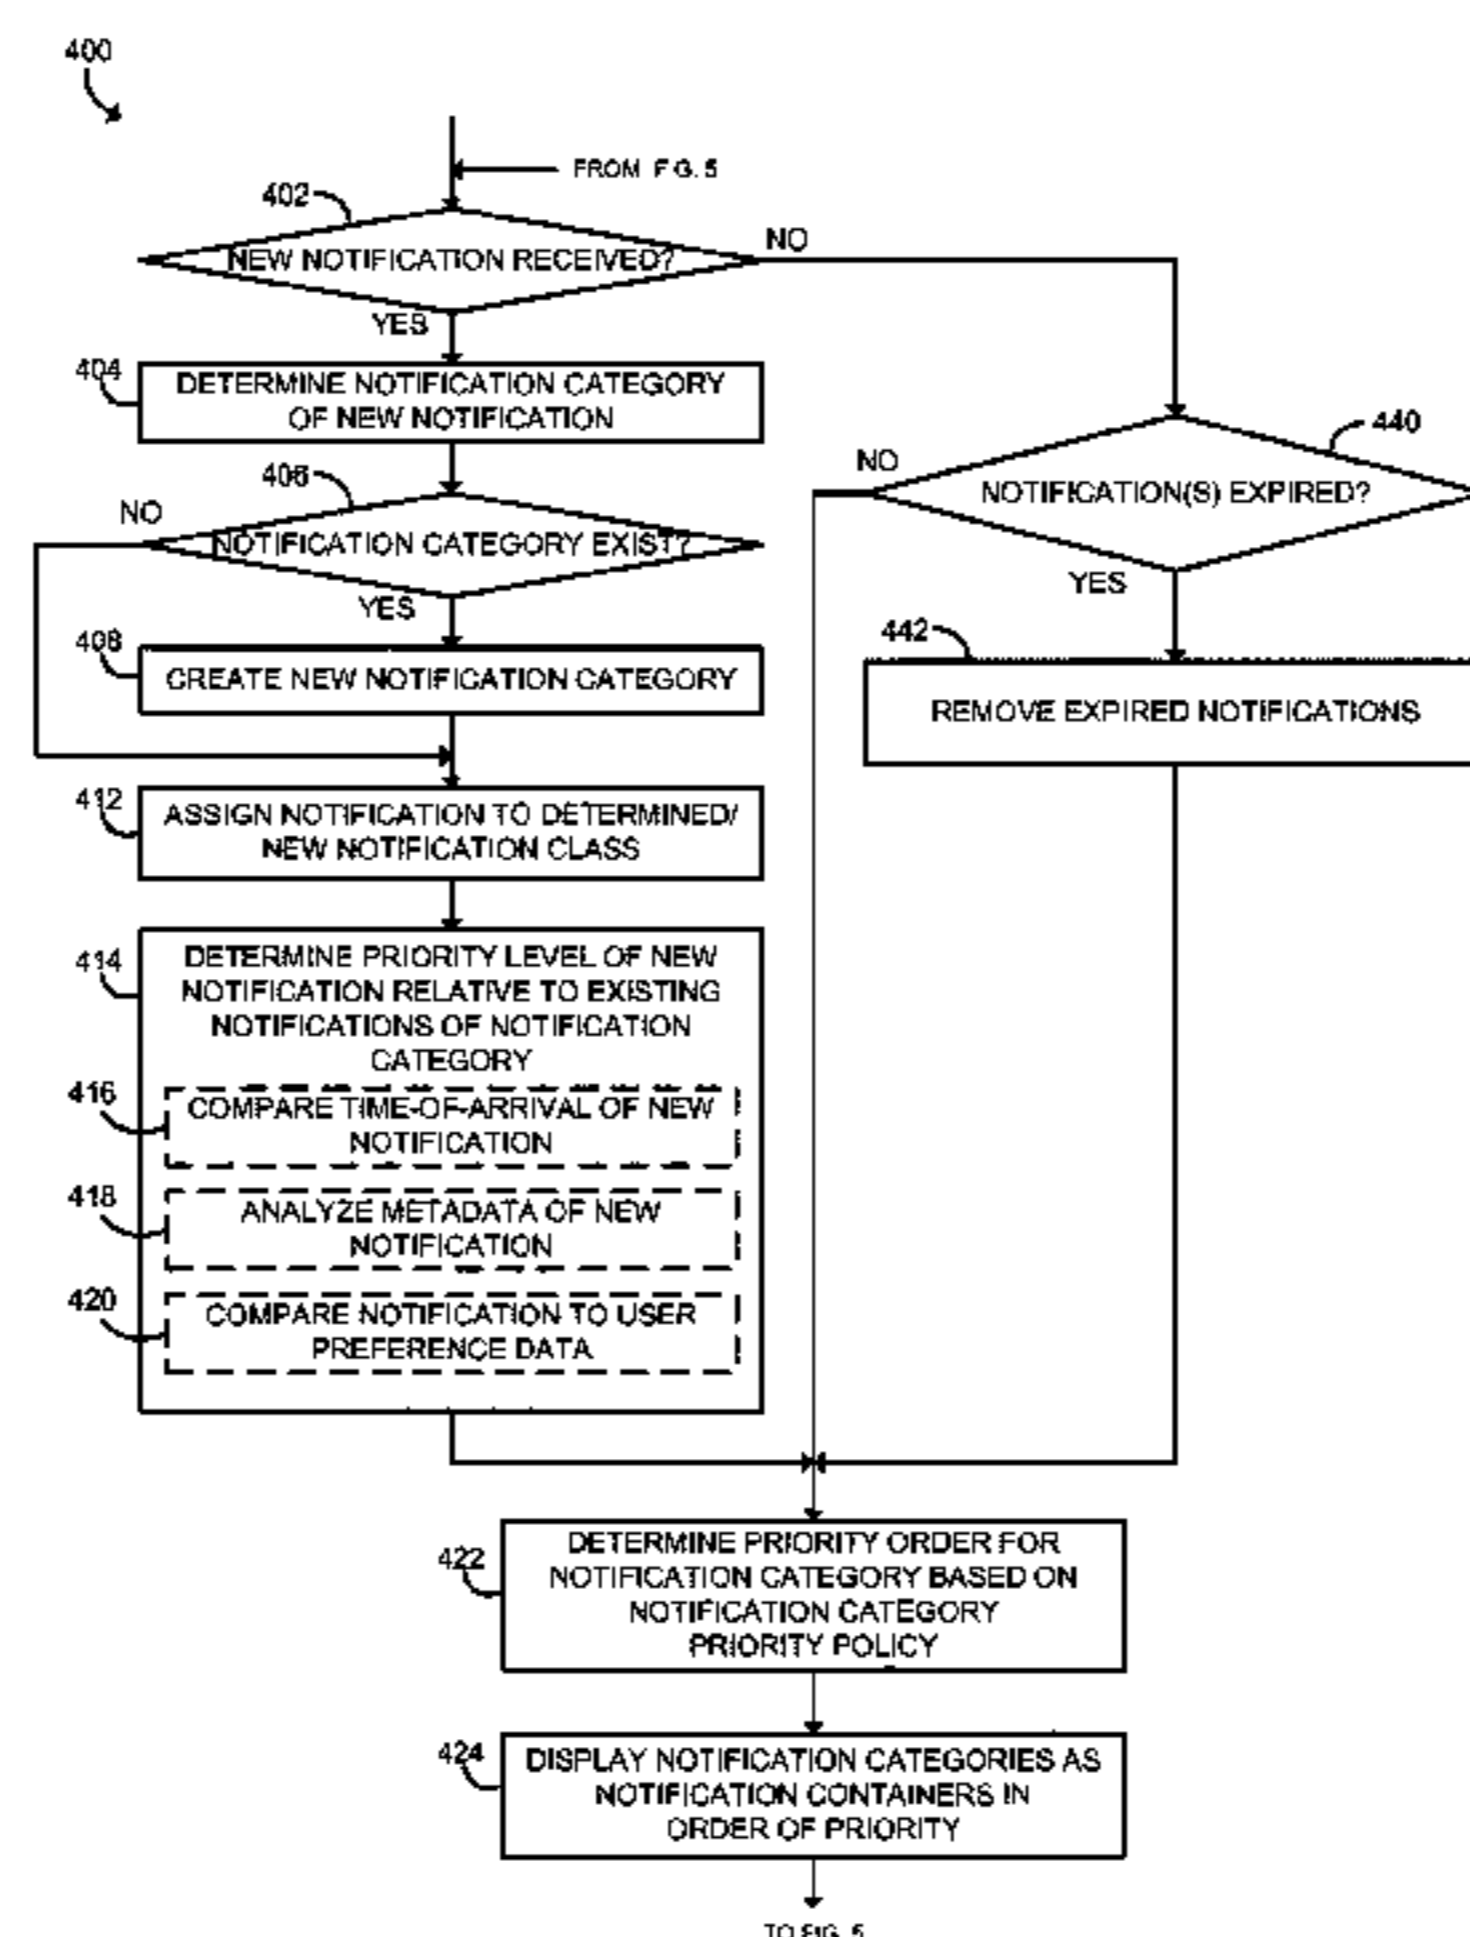 400
FROM FIG. 5
402
NEW NOTIFICATION RECEIVED?
NO
YES
404
DETERMINE NOTIFICATION CATEGORY
OF NEW NOTIFICATION
440
NO
NOTIFICATION(S) EXPIRED?
YES
406
NO
NOTIFICATION CATEGORY EXIST?
YES
408
CREATE NEW NOTIFICATION CATEGORY
442
REMOVE EXPIRED NOTIFICATIONS
412
ASSIGN NOTIFICATION TO DETERMINED/
NEW NOTIFICATION CLASS
414
DETERMINE PRIORITY LEVEL OF NEW
NOTIFICATION RELATIVE TO EXISTING
NOTIFICATIONS OF NOTIFICATION
CATEGORY
416
COMPARE TIME-OF-ARRIVAL OF NEW
NOTIFICATION
418
ANALYZE METADATA OF NEW
NOTIFICATION
420
COMPARE NOTIFICATION TO USER
PREFERENCE DATA
422
DETERMINE PRIORITY ORDER FOR
NOTIFICATION CATEGORY BASED ON
NOTIFICATION CATEGORY
PRIORITY POLICY
424
DISPLAY NOTIFICATION CATEGORIES AS
NOTIFICATION CONTAINERS IN
ORDER OF PRIORITY
TO FIG. 5